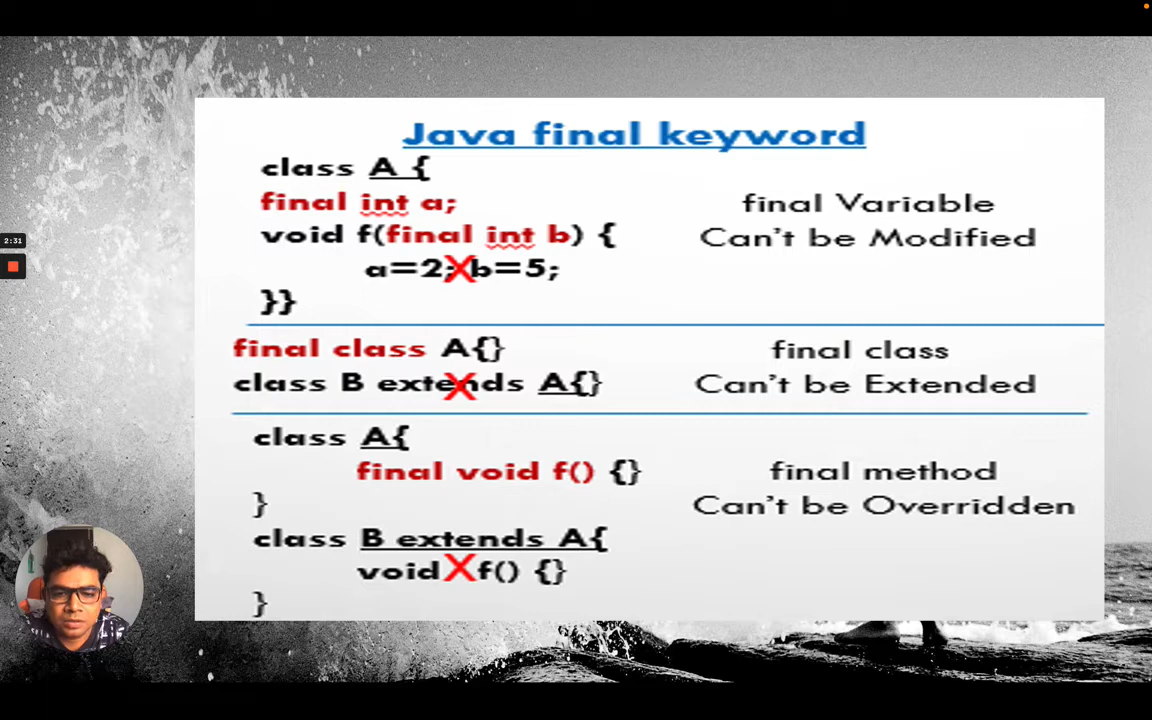 Java final keyword
class A {
final int a;
final Variable
void f(final int b) {
Can't be Modified
a=2; b=5;
}}
2:31
final class A{}
final class
class B extends A{}
Can't be Extended
class A{
final void f() {}
final method
}
Can't be Overridden
class B extends A{
void f() {}
}